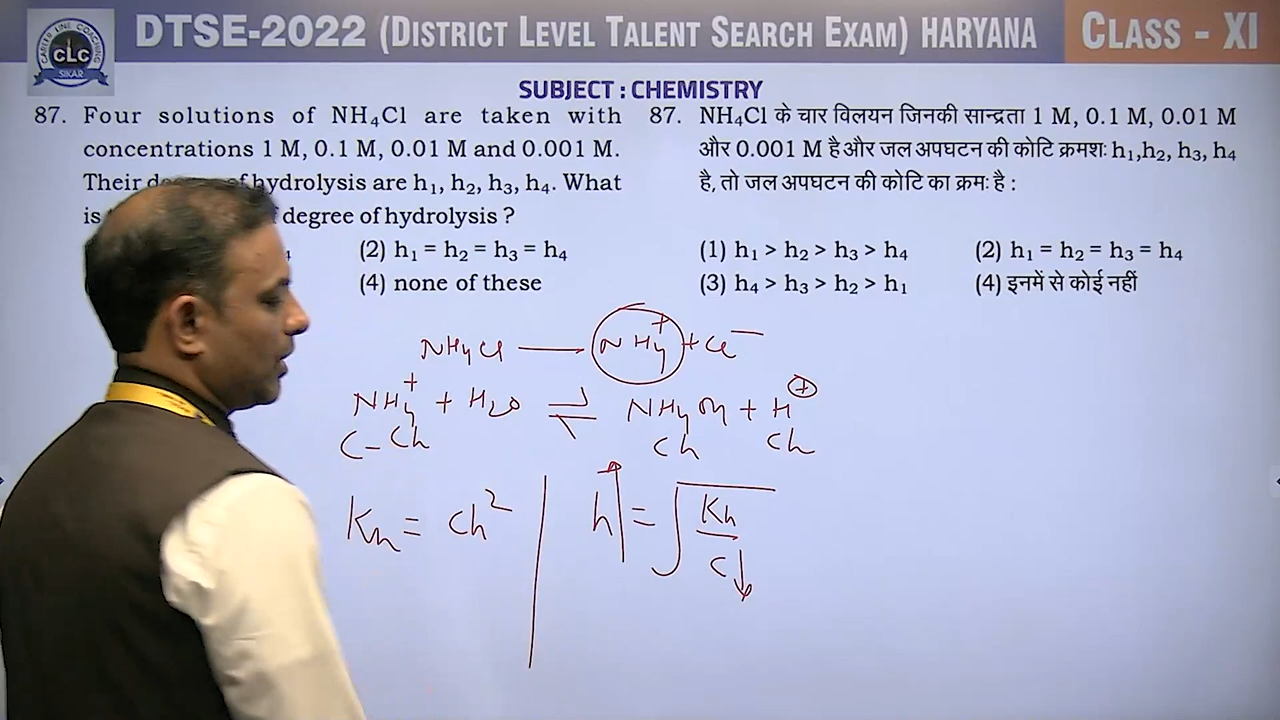 CAREER LINE COACHING
CLC
SIKAR
DTSE-2022 (DISTRICT LEVEL TALENT SEARCH EXAM) HARYANA
CLASS - XI
SUBJECT : CHEMISTRY
87. Four solutions of NH₄Cl are taken with
concentrations 1 M, 0.1 M, 0.01 M and 0.001 M.
Their hydrolysis are h₁, h₂, h₃, h₄. What
is degree of hydrolysis ?
₄ (2) h₁ = h₂ = h₃ = h₄
(4) none of these
87. NH₄Cl के चार विलयन जिनकी सान्द्रता 1 M, 0.1 M, 0.01 M
और 0.001 M है और जल अपघटन की कोटि क्रमशः h₁,h₂, h₃, h₄
है, तो जल अपघटन की कोटि का क्रमः है :
(1) h₁ > h₂ > h₃ > h₄ (2) h₁ = h₂ = h₃ = h₄
(3) h₄ > h₃ > h₂ > h₁ (4) इनमें से कोई नहीं
NH₄Cl — NH₄⁺ + Cl⁻
NH₄⁺ + H₂O ⇌ NH₄OH + H⁺
C-Ch Ch Ch
Kh = Ch² | h↑ = √(Kh/C↓)